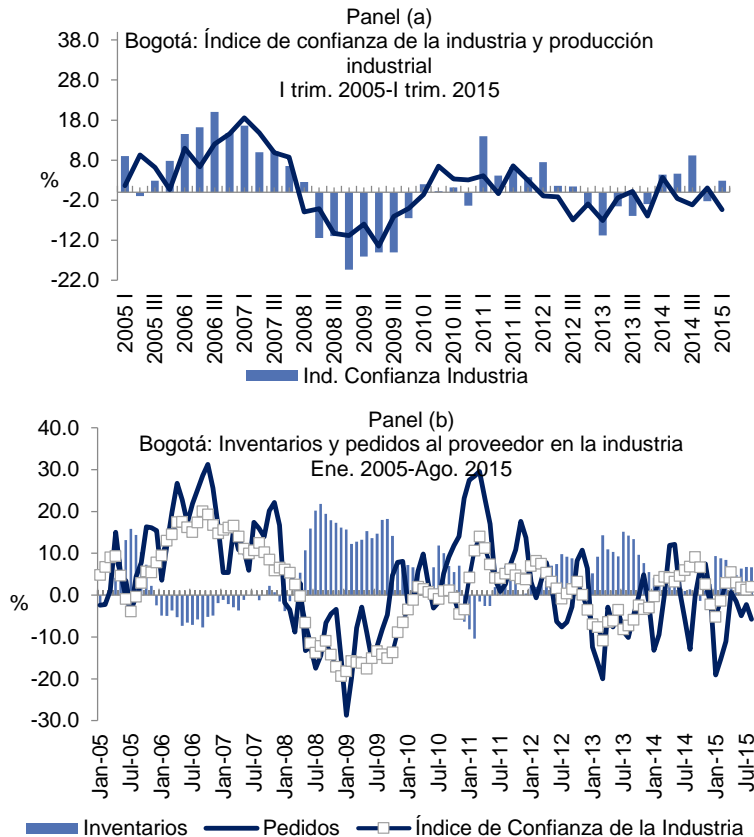 Panel (a)
Bogotá: Índice de confianza de la industria y producción
industrial
I trim. 2005-I trim. 2015
38.0
28.0
18.0
8.0
-2.0
-12.0
-22.0
%
2005 I
2005 III
2006 I
2006 III
2007 I
2007 III
2008 I
2008 III
2009 I
2009 III
2010 I
2010 III
2011 I
2011 III
2012 I
2012 III
2013 I
2013 III
2014 I
2014 III
2015 I
Ind. Confianza Industria
Panel (b)
Bogotá: Inventarios y pedidos al proveedor en la industria
Ene. 2005-Ago. 2015
40.0
30.0
20.0
10.0
0.0
-10.0
-20.0
-30.0
%
Jan-05
Jul-05
Jan-06
Jul-06
Jan-07
Jul-07
Jan-08
Jul-08
Jan-09
Jul-09
Jan-10
Jul-10
Jan-11
Jul-11
Jan-12
Jul-12
Jan-13
Jul-13
Jan-14
Jul-14
Jan-15
Jul-15
Inventarios
Pedidos
Índice de Confianza de la Industria